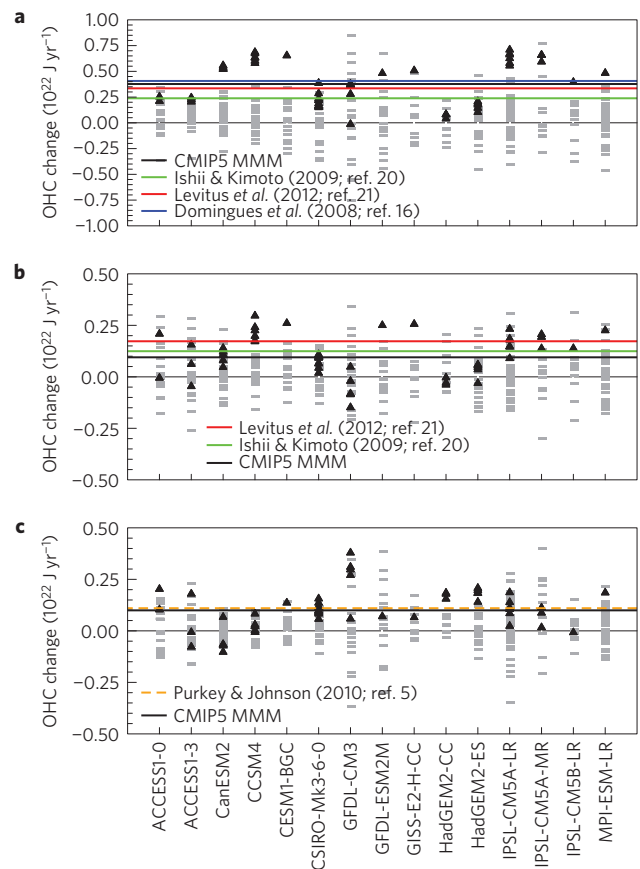 a
OHC change (10²² J yr⁻¹)
1.00
0.75
0.50
0.25
0.00
−0.25
−0.50
−0.75
−1.00
CMIP5 MMM
Ishii & Kimoto (2009; ref. 20)
Levitus et al. (2012; ref. 21)
Domingues et al. (2008; ref. 16)
b
OHC change (10²² J yr⁻¹)
0.50
0.25
0.00
−0.25
−0.50
Levitus et al. (2012; ref. 21)
Ishii & Kimoto (2009; ref. 20)
CMIP5 MMM
c
OHC change (10²² J yr⁻¹)
0.50
0.25
0.00
−0.25
−0.50
Purkey & Johnson (2010; ref. 5)
CMIP5 MMM
ACCESS1-0
ACCESS1-3
CanESM2
CCSM4
CESM1-BGC
CSIRO-Mk3-6-0
GFDL-CM3
GFDL-ESM2M
GISS-E2-H-CC
HadGEM2-CC
HadGEM2-ES
IPSL-CM5A-LR
IPSL-CM5A-MR
IPSL-CM5B-LR
MPI-ESM-LR